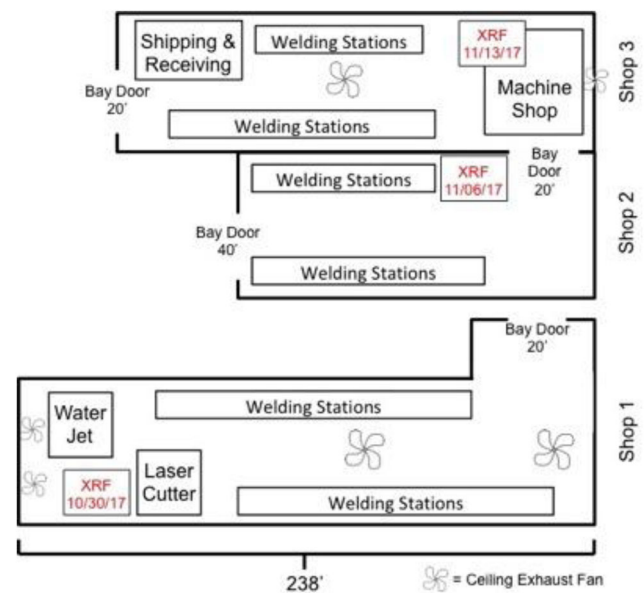 Shipping &
Receiving
Welding Stations
XRF
11/13/17
Machine
Shop
Shop 3
Bay Door
20'
Welding Stations
Bay
Door
20'
Welding Stations
XRF
11/06/17
Shop 2
Bay Door
40'
Welding Stations
Bay Door
20'
Water
Jet
Welding Stations
Shop 1
XRF
10/30/17
Laser
Cutter
Welding Stations
238'
= Ceiling Exhaust Fan